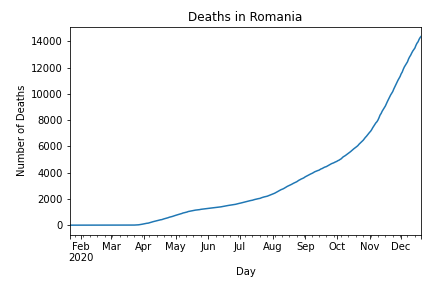 Deaths in Romania
Number of Deaths
14000
12000
10000
8000
6000
4000
2000
0
Feb Mar Apr May Jun Jul Aug Sep Oct Nov Dec
2020
Day